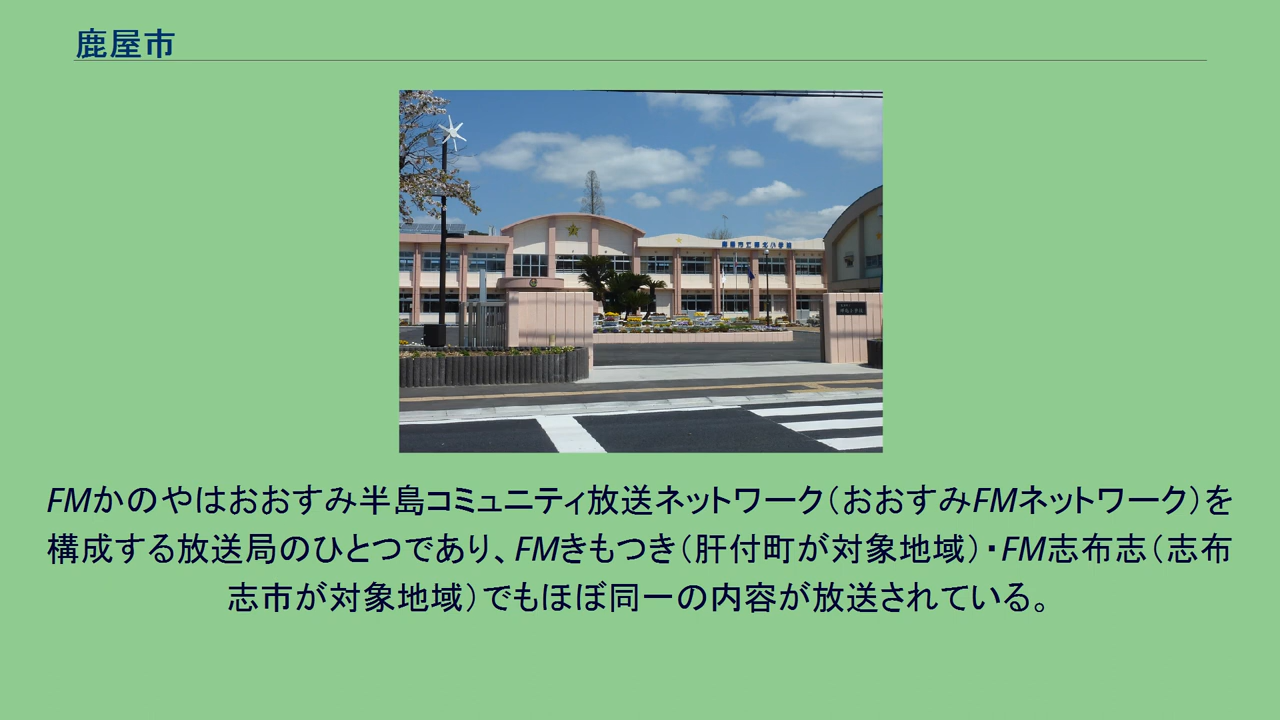 鹿屋市
FMかのやはおおすみ半島コミュニティ放送ネットワーク（おおすみFMネットワーク）を
構成する放送局のひとつであり、FMきもつき（肝付町が対象地域）・FM志布志（志布
志市が対象地域）でもほぼ同一の内容が放送されている。